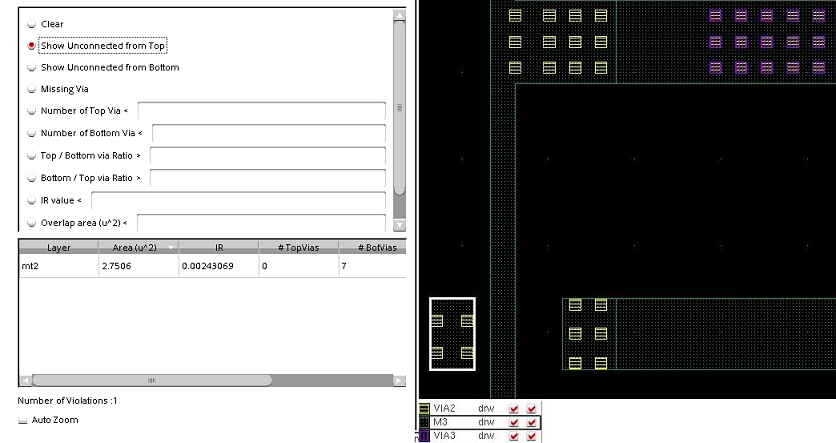 Clear
Show Unconnected from Top
Show Unconnected from Bottom
Missing Via
Number of Top Via <
Number of Bottom Via <
Top / Bottom via Ratio >
Bottom / Top via Ratio >
IR value <
Overlap area (u^2) <
Layer Area (u^2) IR # TopVias # BotVias
mt2 2.7506 0.00243069 0 7
Number of Violations :1
Auto Zoom
VIA2 drw
M3 drw
VIA3 drw